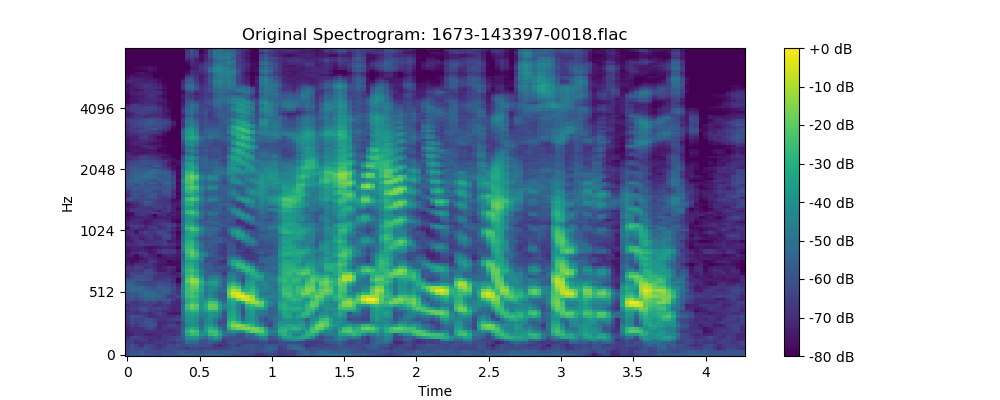 Original Spectrogram: 1673-143397-0018.flac
Hz
4096
2048
1024
512
0
0 0.5 1 1.5 2 2.5 3 3.5 4
Time
+0 dB
-10 dB
-20 dB
-30 dB
-40 dB
-50 dB
-60 dB
-70 dB
-80 dB